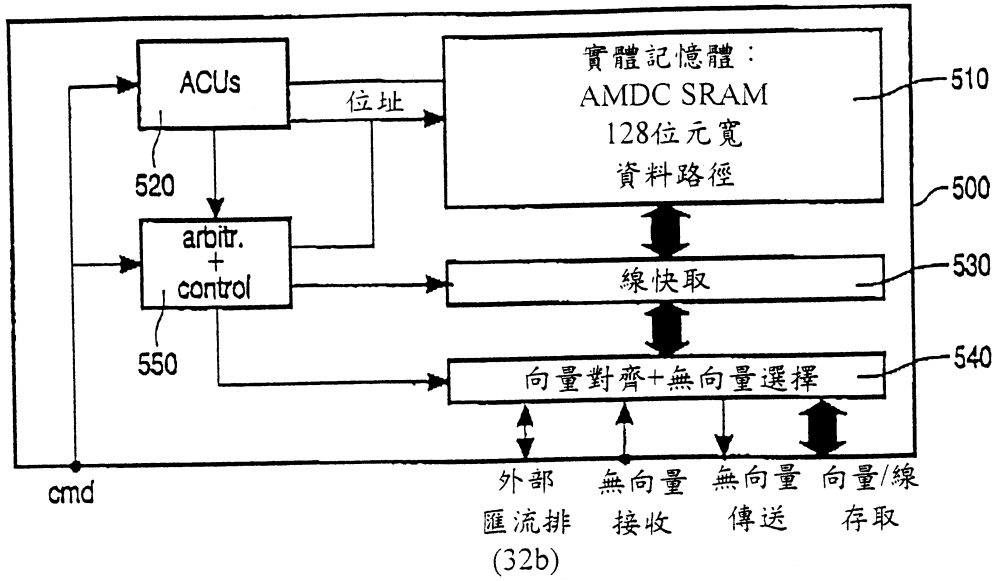 ACUs
520
位址
實體記憶體：
AMDC SRAM
128位元寬
資料路徑
510
500
arbitr.
+
control
550
線快取
530
向量對齊+無向量選擇
540
cmd
外部
匯流排
(32b)
無向量
接收
無向量
傳送
向量/線
存取